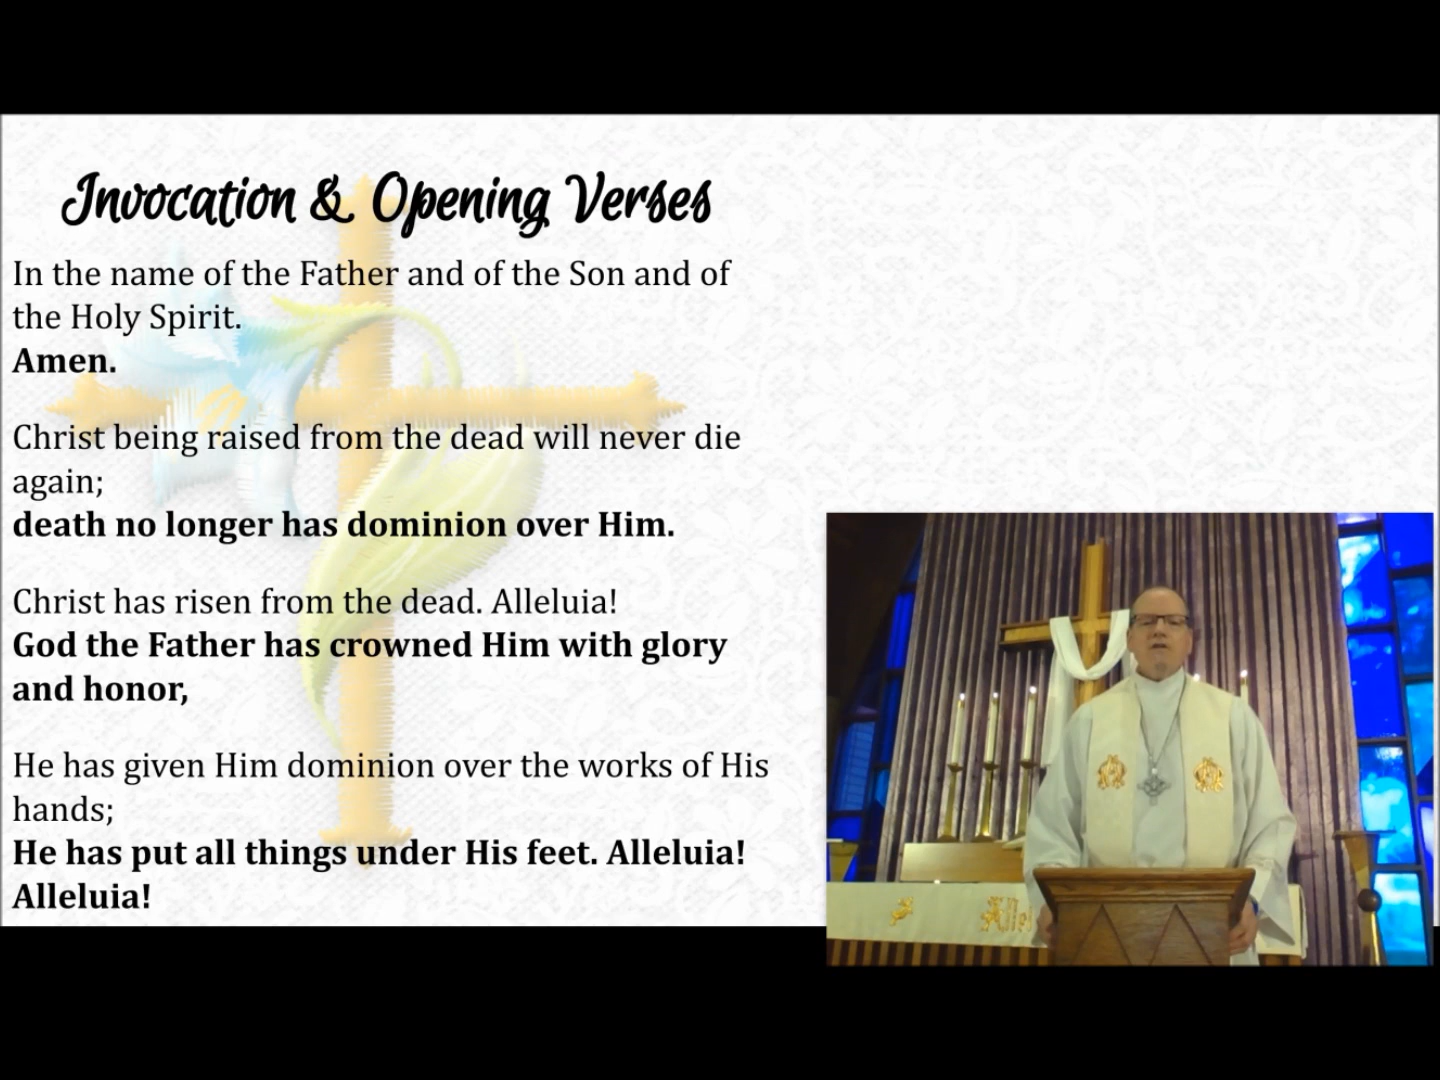 Invocation & Opening Verses
In the name of the Father and of the Son and of
the Holy Spirit.
Amen.
Christ being raised from the dead will never die
again;
death no longer has dominion over Him.
Christ has risen from the dead. Alleluia!
God the Father has crowned Him with glory
and honor,
He has given Him dominion over the works of His
hands;
He has put all things under His feet. Alleluia!
Alleluia!